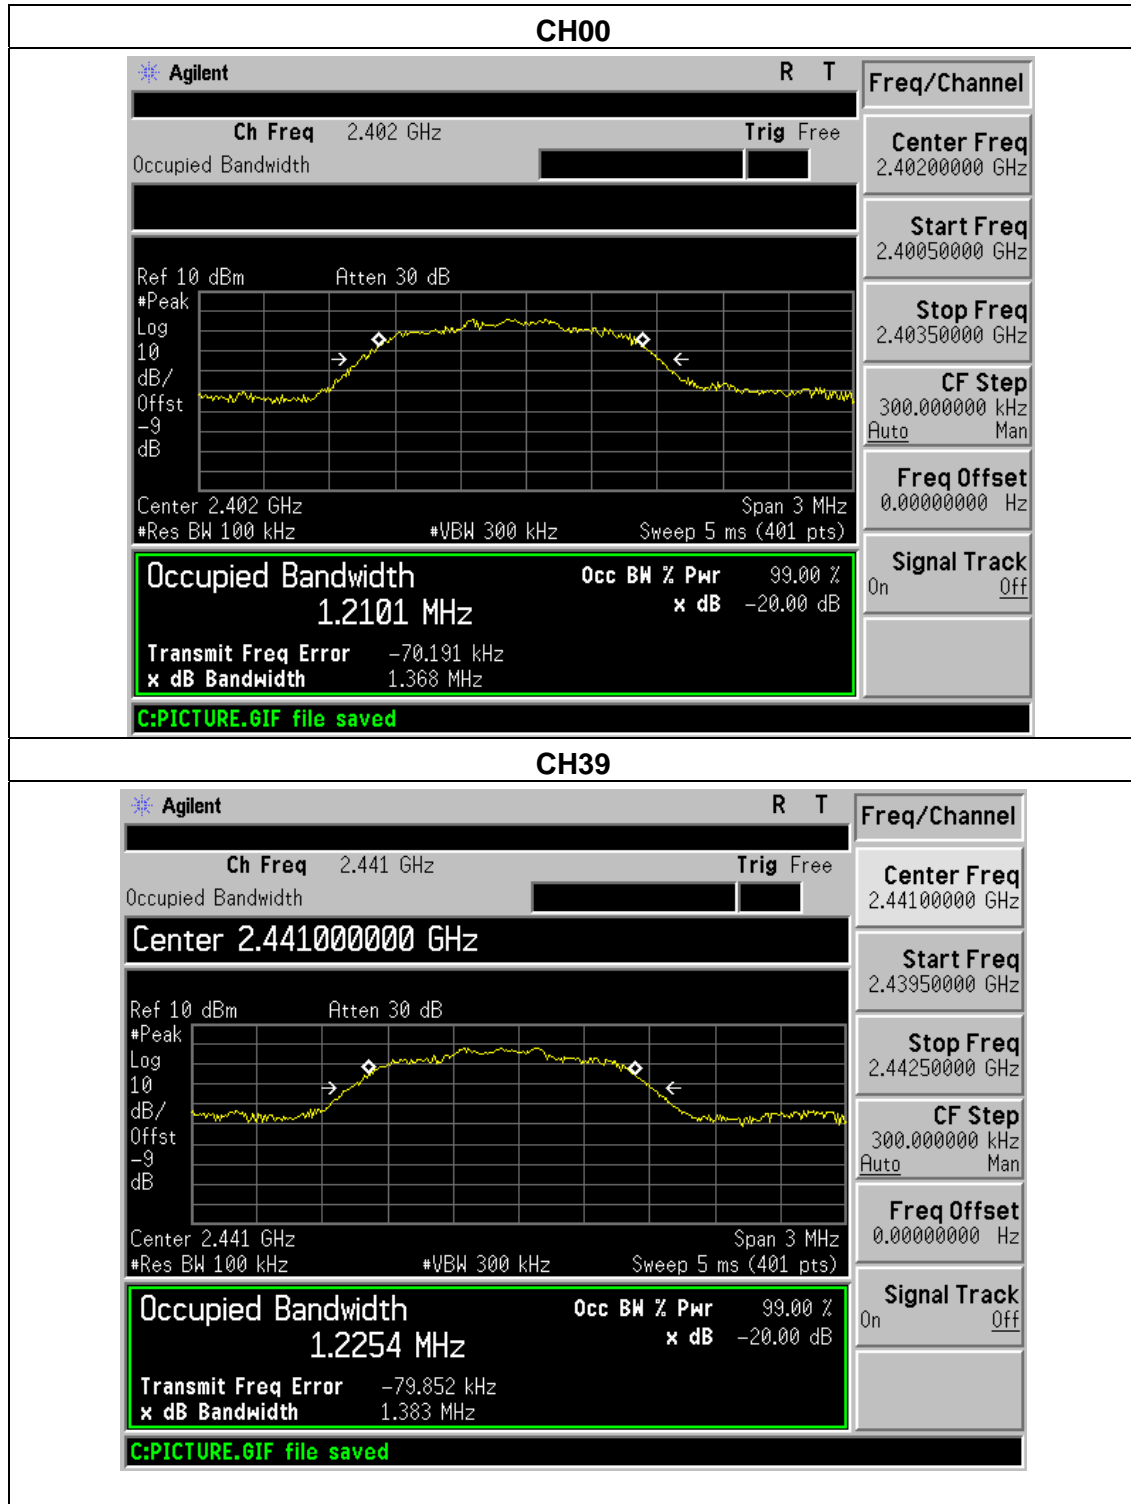 CH00
Agilent R T
Freq/Channel
Ch Freq 2.402 GHz Trig Free
Occupied Bandwidth
Center Freq
2.40200000 GHz
Start Freq
2.40050000 GHz
Stop Freq
2.40350000 GHz
CF Step
300.000000 kHz
Auto Man
Freq Offset
0.00000000 Hz
Signal Track
On Off
Ref 10 dBm Atten 30 dB
#Peak
Log
10
dB/
Offst
-9
dB
Center 2.402 GHz Span 3 MHz
#Res BW 100 kHz #VBW 300 kHz Sweep 5 ms (401 pts)
Occupied Bandwidth Occ BW % Pwr 99.00 %
1.2101 MHz x dB -20.00 dB
Transmit Freq Error -70.191 kHz
x dB Bandwidth 1.368 MHz
C:PICTURE.GIF file saved
CH39
Agilent R T
Freq/Channel
Ch Freq 2.441 GHz Trig Free
Occupied Bandwidth
Center 2.441000000 GHz
Center Freq
2.44100000 GHz
Start Freq
2.43950000 GHz
Stop Freq
2.44250000 GHz
CF Step
300.000000 kHz
Auto Man
Freq Offset
0.00000000 Hz
Signal Track
On Off
Ref 10 dBm Atten 30 dB
#Peak
Log
10
dB/
Offst
-9
dB
Center 2.441 GHz Span 3 MHz
#Res BW 100 kHz #VBW 300 kHz Sweep 5 ms (401 pts)
Occupied Bandwidth Occ BW % Pwr 99.00 %
1.2254 MHz x dB -20.00 dB
Transmit Freq Error -79.852 kHz
x dB Bandwidth 1.383 MHz
C:PICTURE.GIF file saved